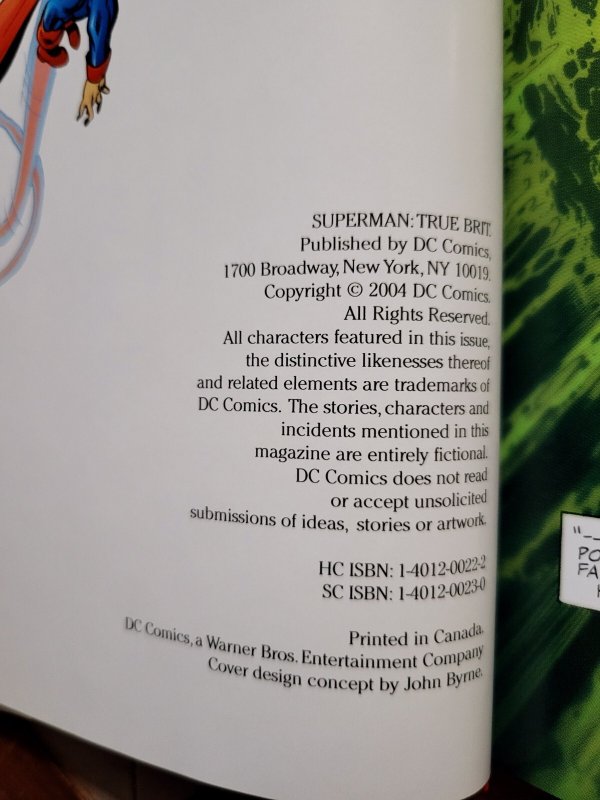 SUPERMAN: TRUE BRIT.
Published by DC Comics,
1700 Broadway, New York, NY 10019.
Copyright © 2004 DC Comics.
All Rights Reserved.
All characters featured in this issue,
the distinctive likenesses thereof
and related elements are trademarks of
DC Comics. The stories, characters and
incidents mentioned in this
magazine are entirely fictional.
DC Comics does not read
or accept unsolicited
submissions of ideas, stories or artwork.
HC ISBN: 1-4012-0022-2
SC ISBN: 1-4012-0023-0
Printed in Canada.
DC Comics, a Warner Bros. Entertainment Company
Cover design concept by John Byrne.